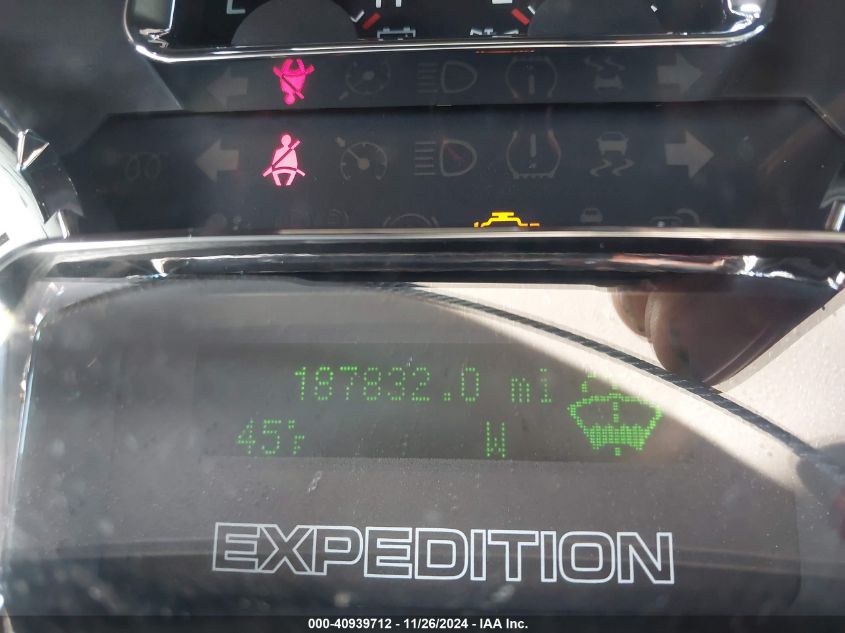 187832.0 mi
45°F W
EXPEDITION
000-40939712 - 11/26/2024 - IAA Inc.